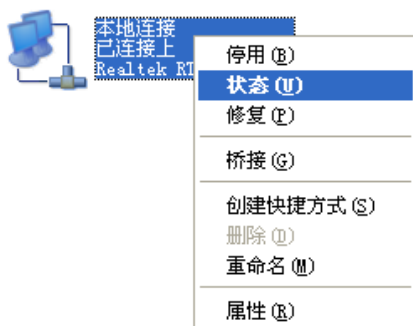 本地连接
已连接上
Realtek RT
停用(B)
状态(U)
修复(P)
桥接(G)
创建快捷方式(S)
删除(D)
重命名(M)
属性(R)